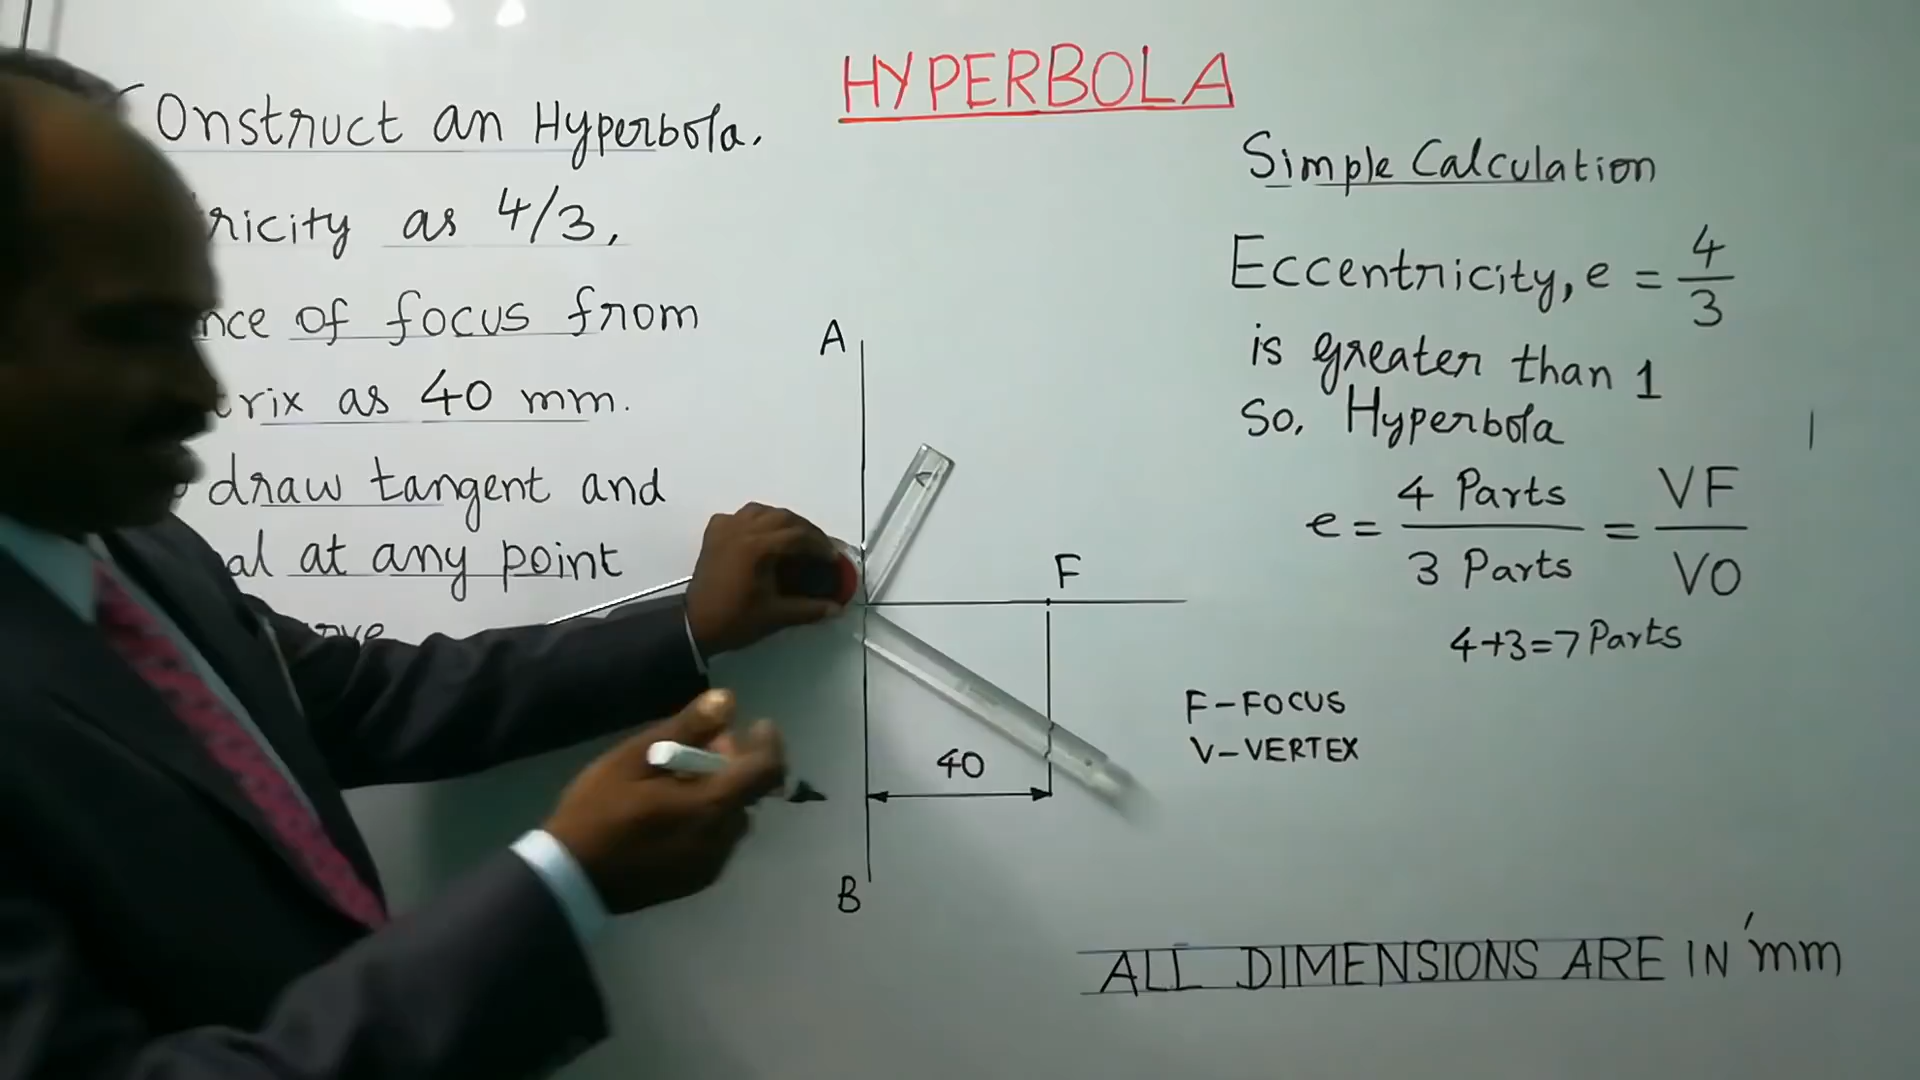 HYPERBOLA
Construct an Hyperbola.
ricity as 4/3,
nce of focus from
trix as 40 mm.
draw tangent and
al at any point
Simple Calculation
Eccentricity, e = 4/3
is greater than 1
So, Hyperbola
e = 4 Parts / 3 Parts = VF / VO
4+3=7 Parts
A
F
40
B
F-FOCUS
V-VERTEX
ALL DIMENSIONS ARE IN 'mm